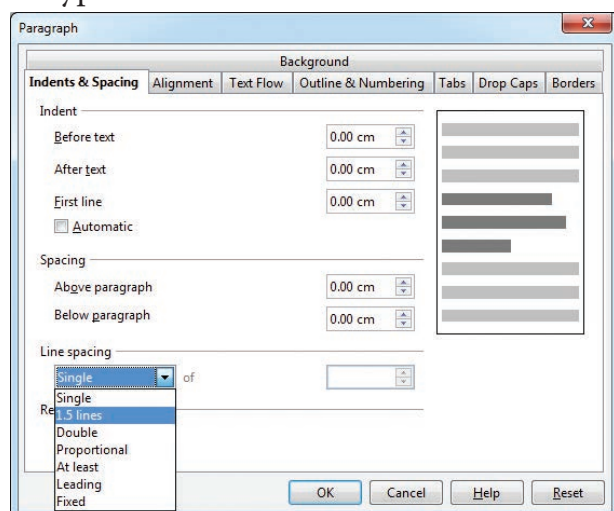 Paragraph
Background
Indents & Spacing Alignment Text Flow Outline & Numbering Tabs Drop Caps Borders
Indent
Before text 0.00 cm
After text 0.00 cm
First line 0.00 cm
Automatic
Spacing
Above paragraph 0.00 cm
Below paragraph 0.00 cm
Line spacing
Single of
Single
Re 1.5 lines
Double
Proportional
At least
Leading
Fixed
OK Cancel Help Reset